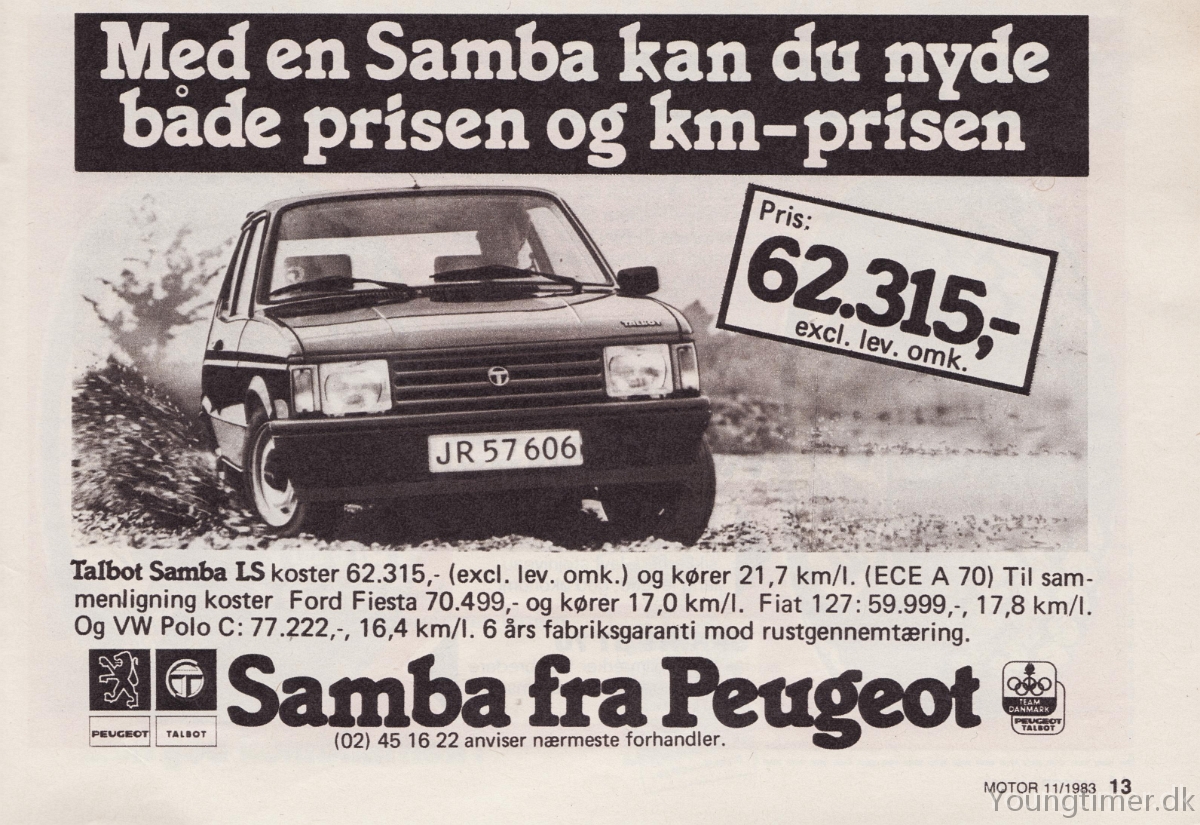 Med en Samba kan du nyde
både prisen og km-prisen
Pris:
62.315,-
excl. lev. omk.
TALBOT
JR 57 606
Talbot Samba LS koster 62.315,- (excl. lev. omk.) og kører 21,7 km/l. (ECE A 70) Til sam-
menligning koster Ford Fiesta 70.499,- og kører 17,0 km/l. Fiat 127: 59.999,-, 17,8 km/l.
Og VW Polo C: 77.222,-, 16,4 km/l. 6 års fabriksgaranti mod rustgennemtæring.
PEUGEOT
TALBOT
Samba fra Peugeot
TEAM
DANMARK
PEUGEOT
TALBOT
(02) 45 16 22 anviser nærmeste forhandler.
MOTOR 11/1983 13
Youngtimer.dk